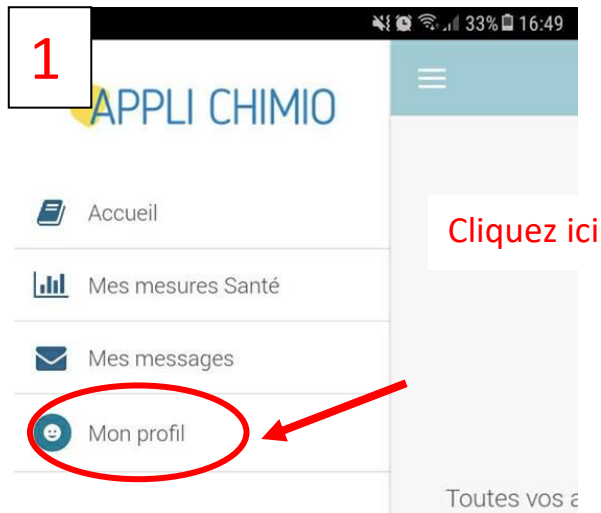 33% 16:49
1
APPLI CHIMIO
Accueil
Cliquez ici
Mes mesures Santé
Mes messages
Mon profil
Toutes vos